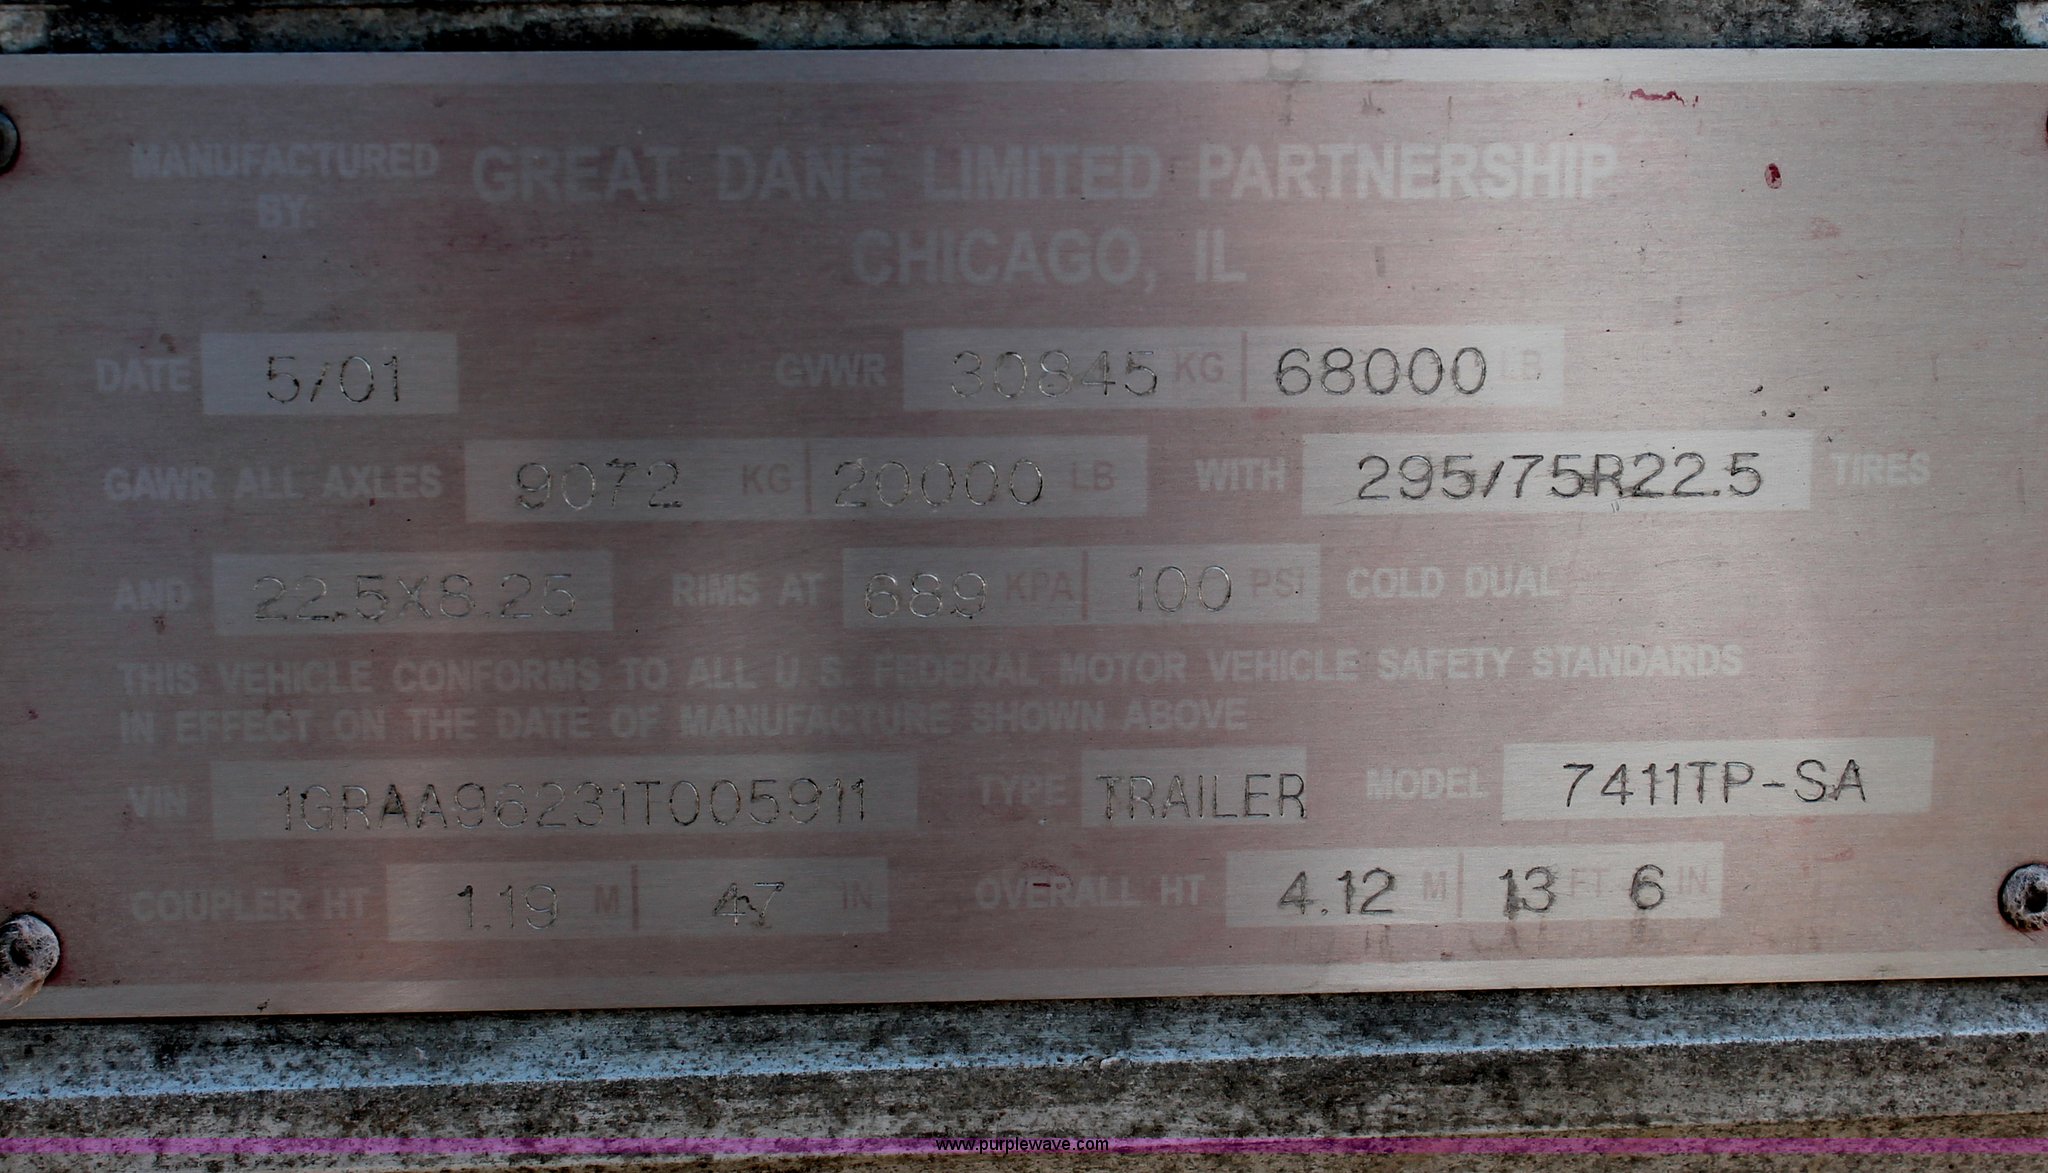 MANUFACTURED BY. GREAT DANE LIMITED PARTNERSHIP
CHICAGO, IL
DATE 5/01 GVWR 30845 KG 68000 LB
GAWR ALL AXLES 9072 KG 20000 LB WITH 295/75R22.5 TIRES
AND 22.5X8.25 RIMS AT 689 KPA 100 PSI COLD DUAL
THIS VEHICLE CONFORMS TO ALL U.S. FEDERAL MOTOR VEHICLE SAFETY STANDARDS
IN EFFECT ON THE DATE OF MANUFACTURE SHOWN ABOVE
VIN 1GRAA96231T005911 TYPE TRAILER MODEL 7411TP-SA
COUPLER HT 1.19 M 47 IN OVERALL HT 4.12 M 13 FT 6 IN
www.purplewave.com